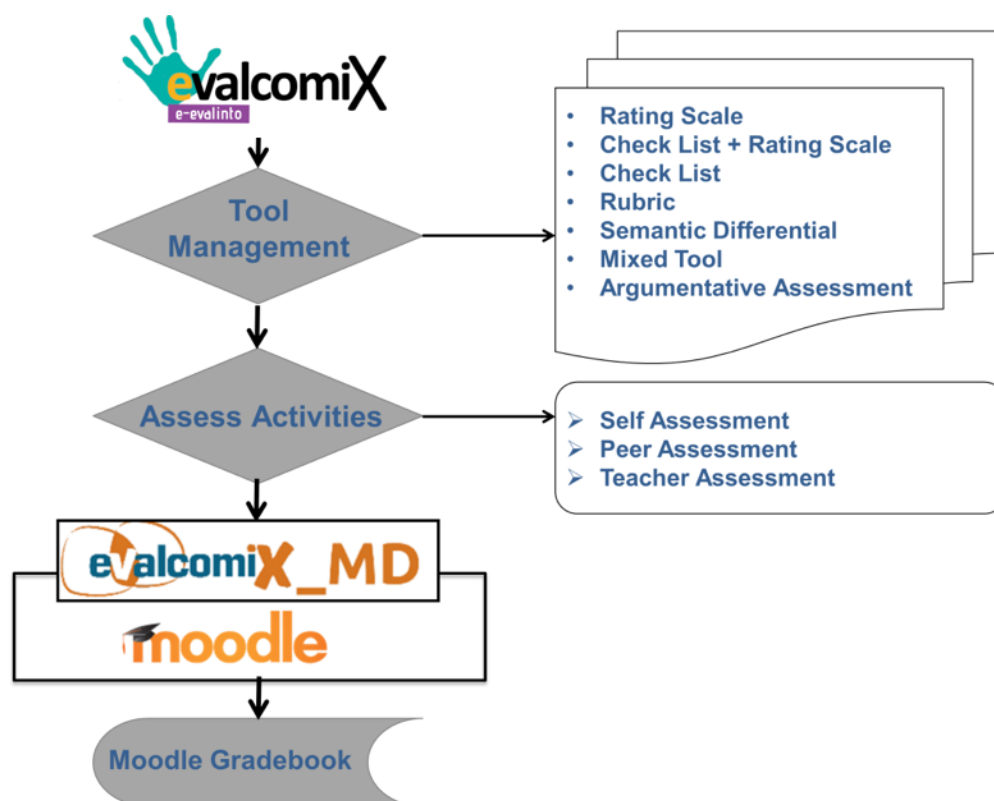 evalcomiX
e-evalinto
Tool
Management
• Rating Scale
• Check List + Rating Scale
• Check List
• Rubric
• Semantic Differential
• Mixed Tool
• Argumentative Assessment
Assess Activities
➢ Self Assessment
➢ Peer Assessment
➢ Teacher Assessment
evalcomiX_MD
moodle
Moodle Gradebook